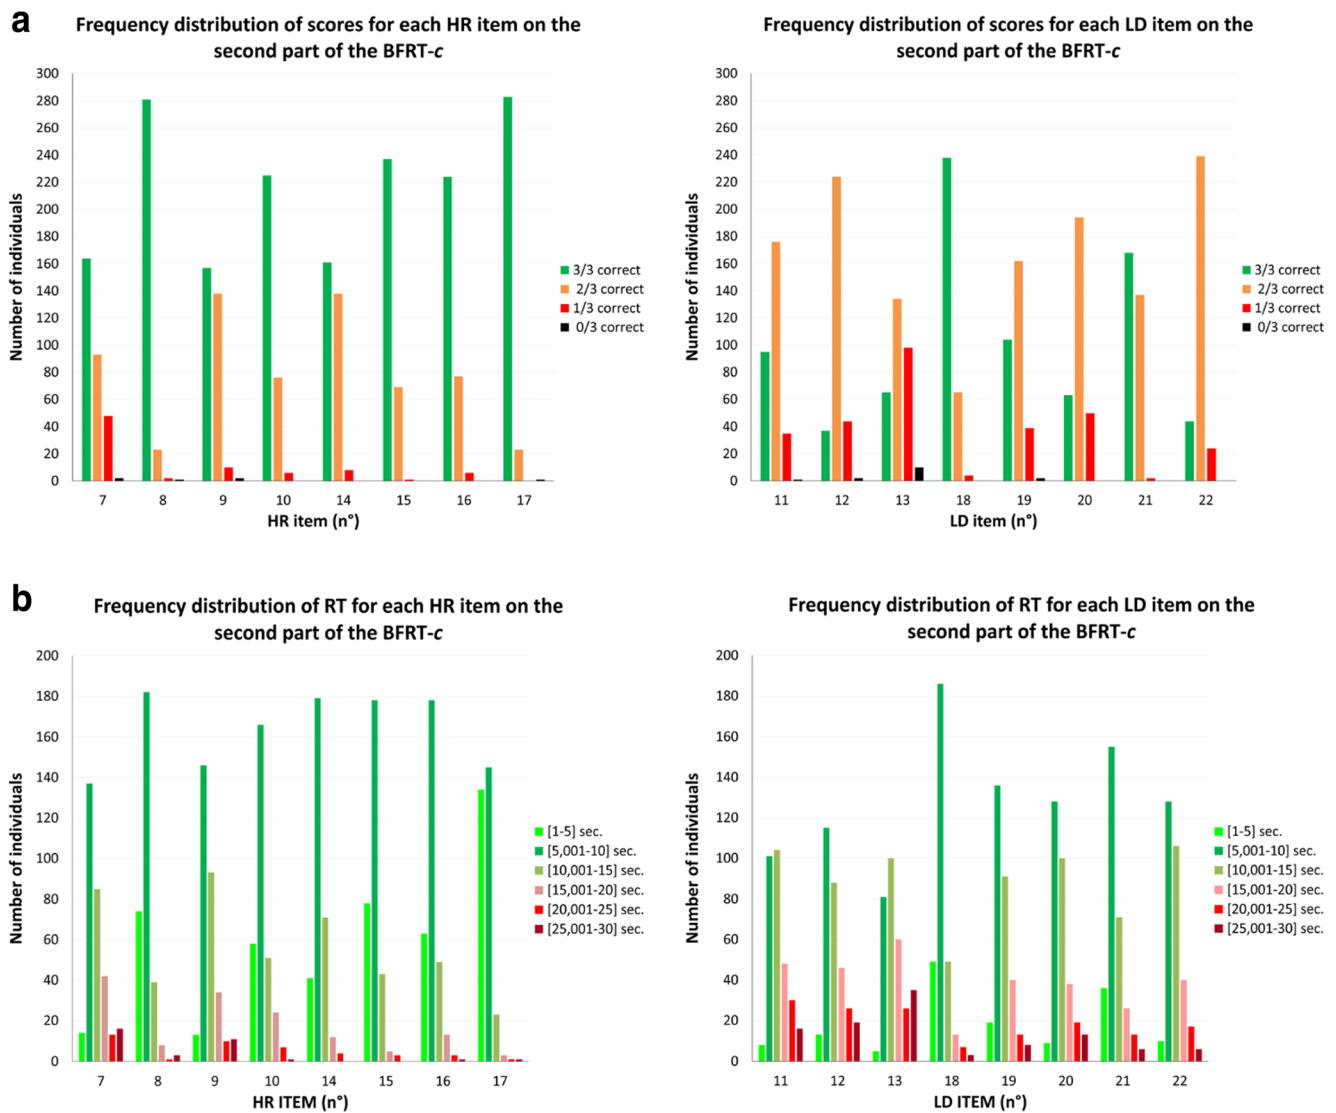 a
Frequency distribution of scores for each HR item on the
second part of the BFRT-c
300
280
260
240
220
200
180
160
140
120
100
80
60
40
20
0
Number of individuals
7 8 9 10 14 15 16 17
HR item (n°)
3/3 correct
2/3 correct
1/3 correct
0/3 correct
Frequency distribution of scores for each LD item on the
second part of the BFRT-c
300
280
260
240
220
200
180
160
140
120
100
80
60
40
20
0
Number of individuals
11 12 13 18 19 20 21 22
LD item (n°)
3/3 correct
2/3 correct
1/3 correct
0/3 correct
b
Frequency distribution of RT for each HR item on the
second part of the BFRT-c
200
180
160
140
120
100
80
60
40
20
0
Number of individuals
7 8 9 10 14 15 16 17
HR ITEM (n°)
[1-5] sec.
[5,001-10] sec.
[10,001-15] sec.
[15,001-20] sec.
[20,001-25] sec.
[25,001-30] sec.
Frequency distribution of RT for each LD item on the
second part of the BFRT-c
200
180
160
140
120
100
80
60
40
20
0
Number of individuals
11 12 13 18 19 20 21 22
LD ITEM (n°)
[1-5] sec.
[5,001-10] sec.
[10,001-15] sec.
[15,001-20] sec.
[20,001-25] sec.
[25,001-30] sec.